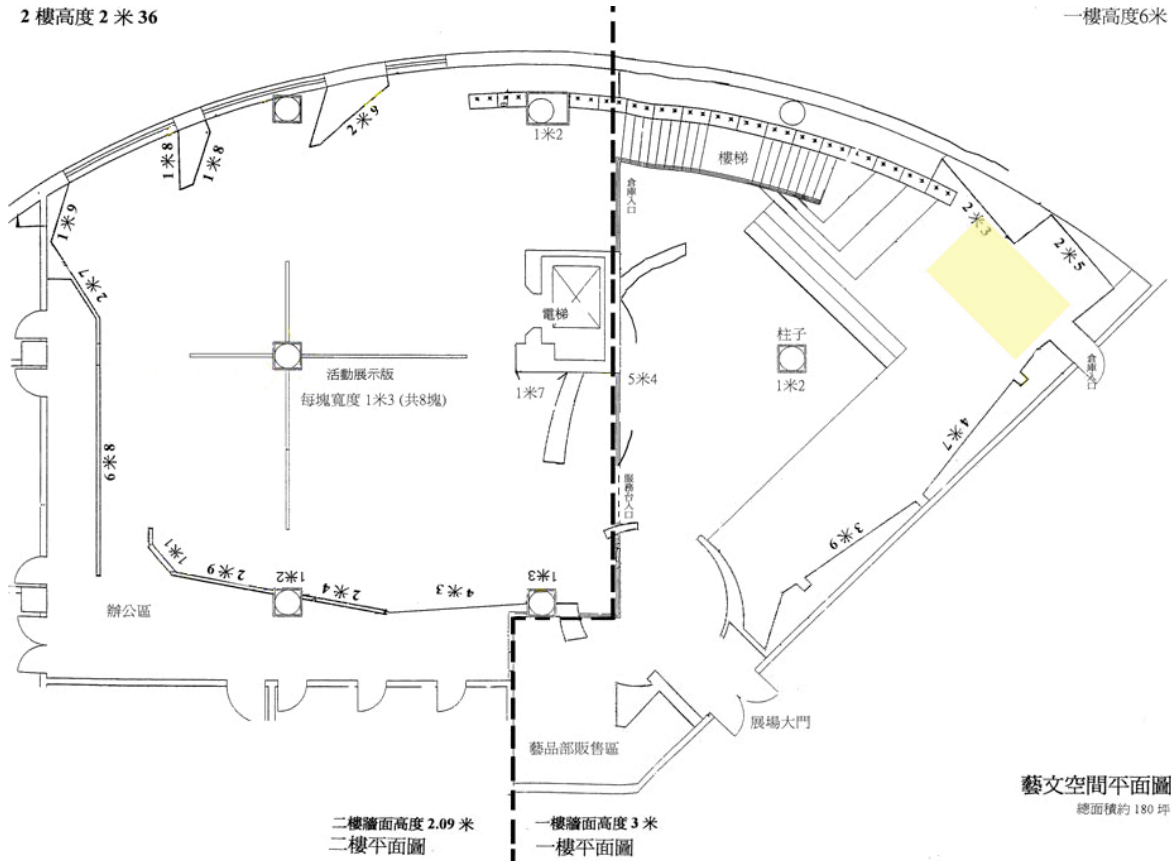 2 樓高度 2 米 36
一樓高度6米
2米9
1米2
1米8
1米8
樓梯
倉庫入口
1米9
2米3
2米5
2米7
電梯
柱子
活動展示版
1米7
5米4
1米2
倉庫入口
每塊寬度 1米3 (共8塊)
4米7
6米8
服務台入口
3米9
1米1
2米9
1米2
2米4
4米3
1米3
辦公區
展場大門
藝品部販售區
藝文空間平面圖
總面積約 180 坪
二樓牆面高度 2.09 米
一樓牆面高度 3 米
二樓平面圖
一樓平面圖